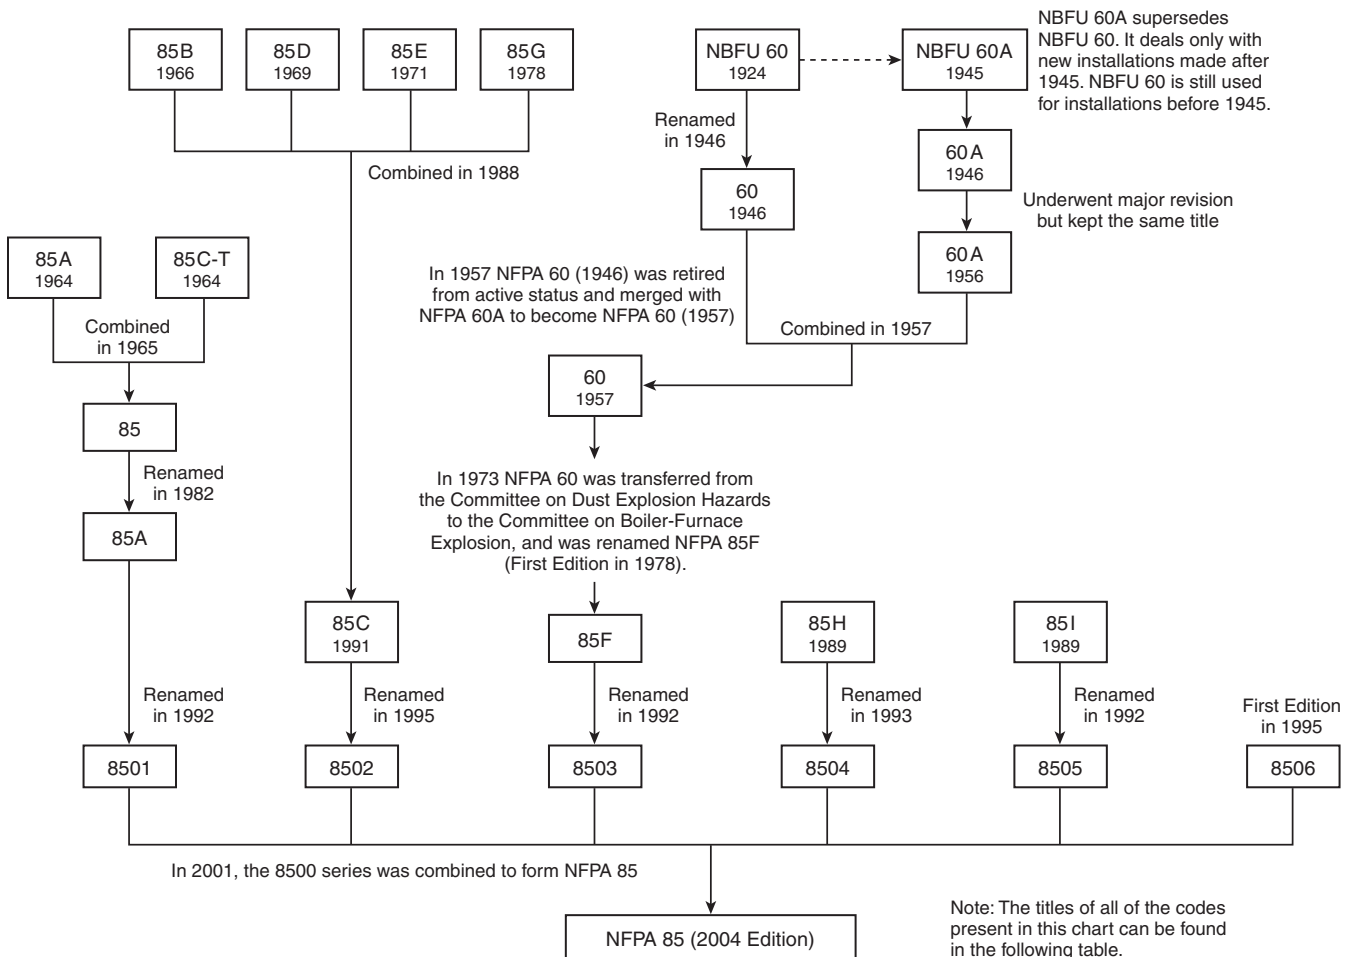 85B
1966
85D
1969
85E
1971
85G
1978
NBFU 60
1924
NBFU 60A
1945
NBFU 60A supersedes
NBFU 60. It deals only with
new installations made after
1945. NBFU 60 is still used
for installations before 1945.
Renamed
in 1946
60A
1946
Combined in 1988
60
1946
Underwent major revision
but kept the same title
85A
1964
85C-T
1964
60A
1956
In 1957 NFPA 60 (1946) was retired
from active status and merged with
NFPA 60A to become NFPA 60 (1957)
Combined
in 1965
Combined in 1957
60
1957
85
Renamed
in 1982
In 1973 NFPA 60 was transferred from
the Committee on Dust Explosion Hazards
to the Committee on Boiler-Furnace
Explosion, and was renamed NFPA 85F
(First Edition in 1978).
85A
85C
1991
85F
85H
1989
85I
1989
Renamed
in 1992
Renamed
in 1995
Renamed
in 1992
Renamed
in 1993
Renamed
in 1992
First Edition
in 1995
8501
8502
8503
8504
8505
8506
In 2001, the 8500 series was combined to form NFPA 85
NFPA 85 (2004 Edition)
Note: The titles of all of the codes
present in this chart can be found
in the following table.